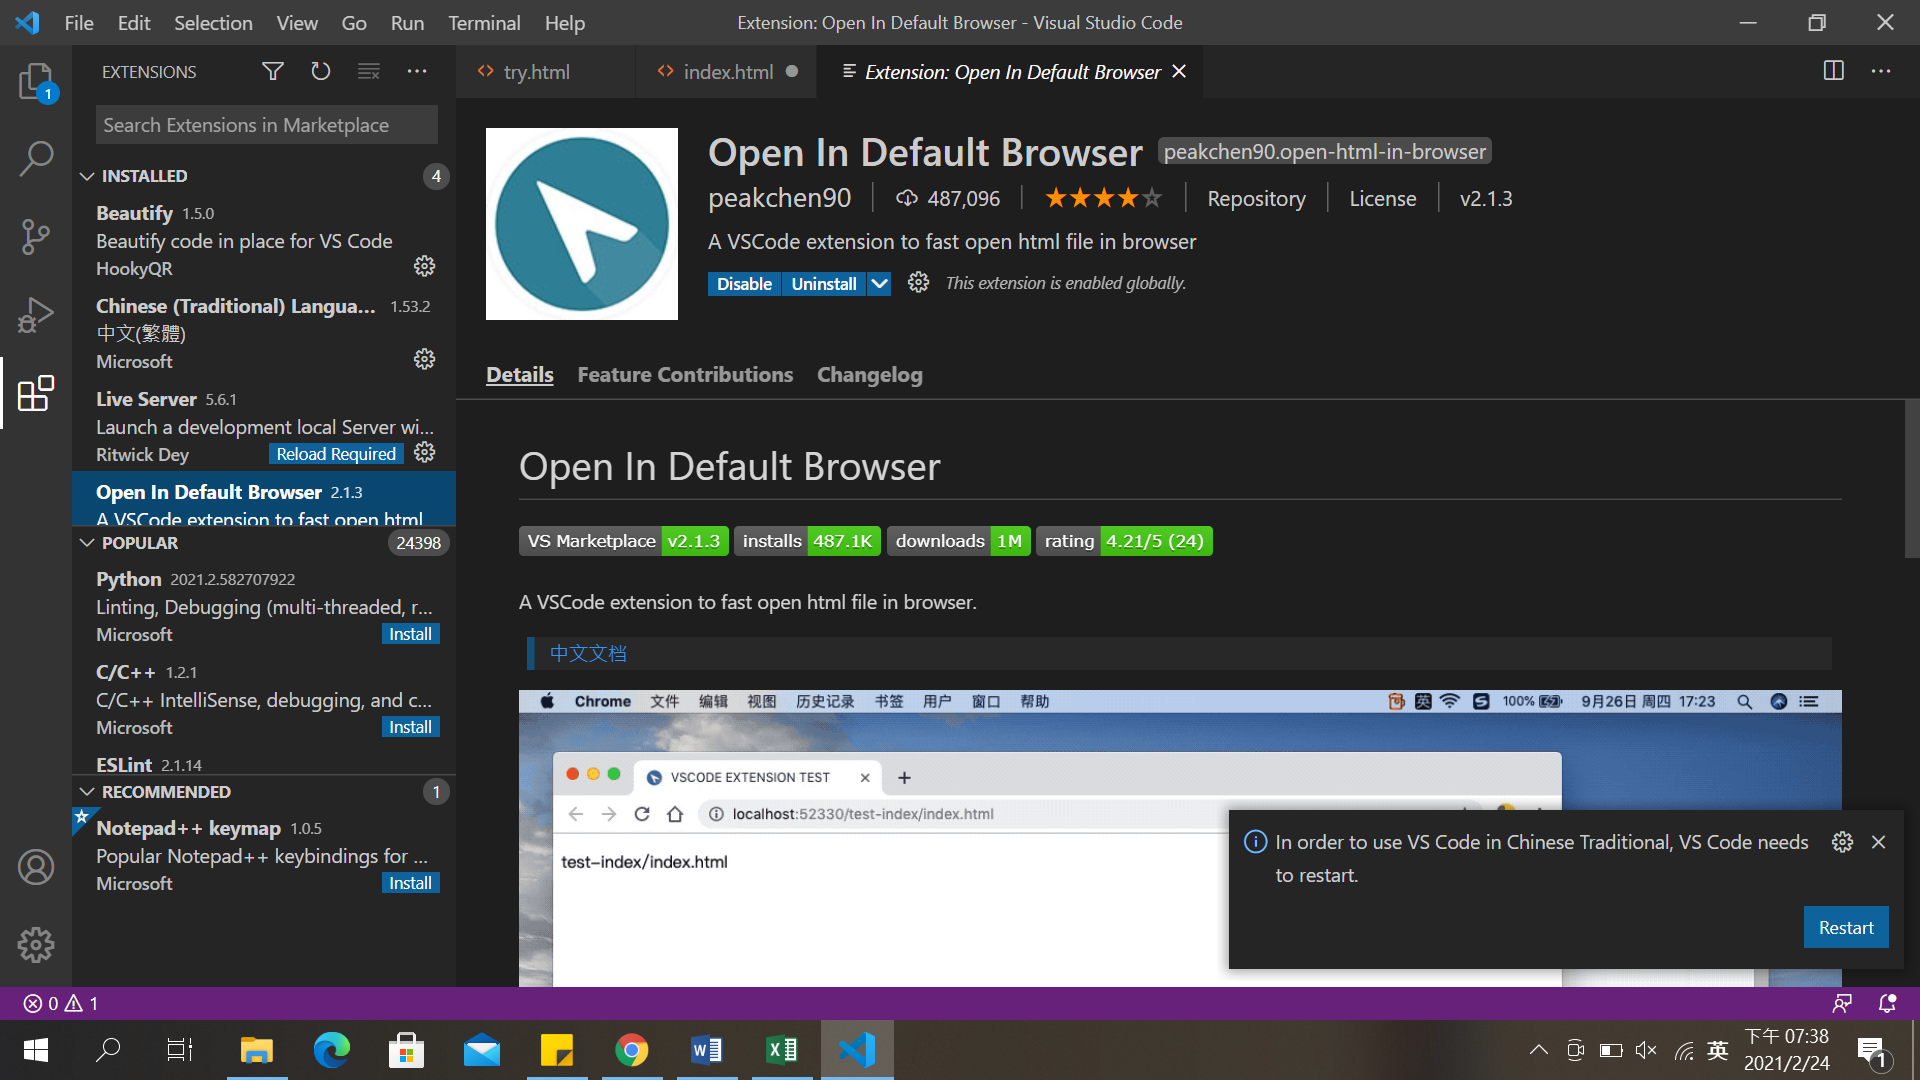 File Edit Selection View Go Run Terminal Help
Extension: Open In Default Browser - Visual Studio Code
EXTENSIONS
try.html
index.html
Extension: Open In Default Browser
1
Search Extensions in Marketplace
INSTALLED 4
Beautify 1.5.0
Beautify code in place for VS Code
HookyQR
Chinese (Traditional) Langua... 1.53.2
中文(繁體)
Microsoft
Live Server 5.6.1
Launch a development local Server wi...
Ritwick Dey Reload Required
Open In Default Browser 2.1.3
A VSCode extension to fast open html
POPULAR 24398
Python 2021.2.582707922
Linting, Debugging (multi-threaded, r...
Microsoft Install
C/C++ 1.2.1
C/C++ IntelliSense, debugging, and c...
Microsoft Install
ESLint 2.1.14
RECOMMENDED 1
Notepad++ keymap 1.0.5
Popular Notepad++ keybindings for ...
Microsoft Install
Open In Default Browser peakchen90.open-html-in-browser
peakchen90 487,096 Repository License v2.1.3
A VSCode extension to fast open html file in browser
Disable Uninstall This extension is enabled globally.
Details Feature Contributions Changelog
Open In Default Browser
VS Marketplace v2.1.3 installs 487.1K downloads 1M rating 4.21/5 (24)
A VSCode extension to fast open html file in browser.
中文文档
Chrome 文件 编辑 视图 历史记录 书签 用户 窗口 帮助 英 S 100% 9月26日 周四 17:23
VSCODE EXTENSION TEST
localhost:52330/test-index/index.html
test-index/index.html
In order to use VS Code in Chinese Traditional, VS Code needs
to restart.
Restart
0 1
英
下午 07:38
2021/2/24
1